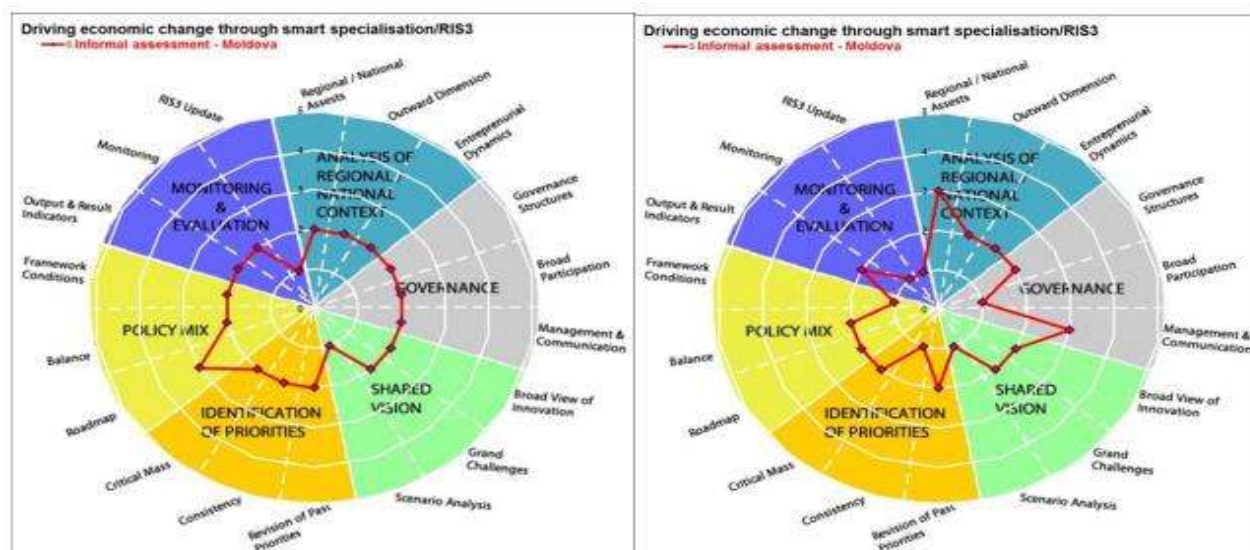 Driving economic change through smart specialisation/RIS3
Informal assessment - Moldova
Regional / National
Assests
Outward Dimension
Entreprenurial
Dynamics
Governance
Structures
Broad
Participation
Management &
Communication
Broad View of
Innovation
Grand
Challenges
Scenario Analysis
Revision of Pass
Priorities
Consistency
Critical Mass
Roadmap
Balance
Framework
Conditions
Output & Result
Indicators
Monitoring
RIS3 Update
ANALYSIS OF
REGIONAL /
NATIONAL
CONTEXT
GOVERNANCE
SHARED
VISION
IDENTIFICATION
OF PRIORITIES
POLICY MIX
MONITORING
&
EVALUATION
4
0
Driving economic change through smart specialisation/RIS3
Informal assessment - Moldova
Regional / National
Assests
Outward Dimension
Entreprenurial
Dynamics
Governance
Structures
Broad
Participation
Management &
Communication
Broad View of
Innovation
Grand
Challenges
Scenario Analysis
Revision of Pass
Priorities
Consistency
Critical Mass
Roadmap
Balance
Framework
Conditions
Output & Result
Indicators
Monitoring
RIS3 Update
ANALYSIS OF
REGIONAL /
NATIONAL
CONTEXT
GOVERNANCE
SHARED
VISION
IDENTIFICATION
OF PRIORITIES
POLICY MIX
MONITORING
&
EVALUATION
4
0